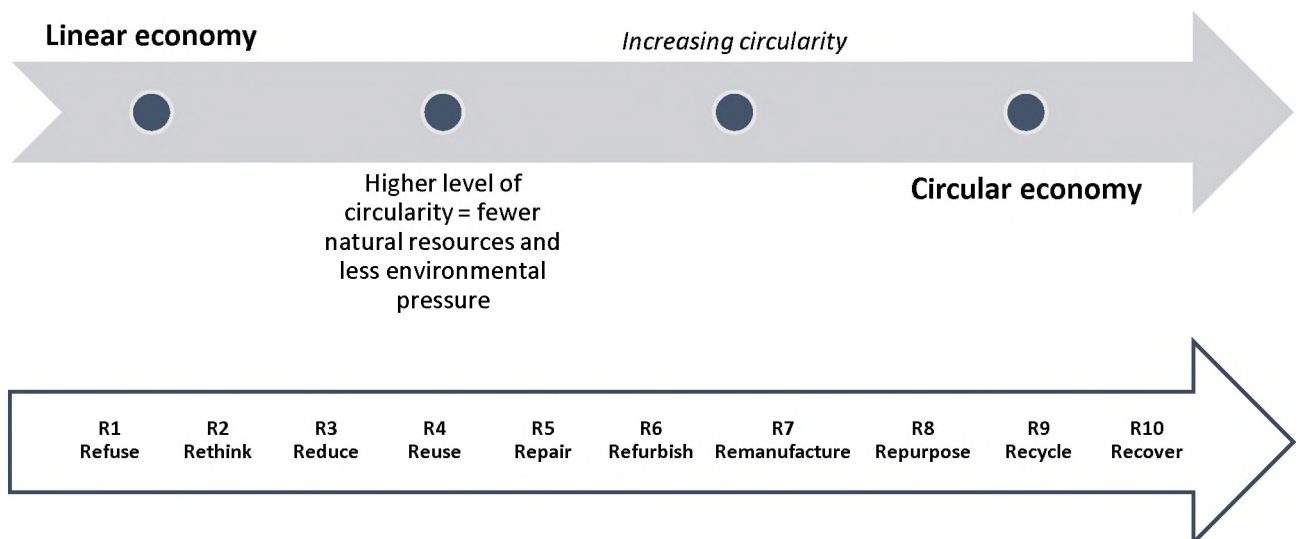 Linear economy
Increasing circularity
Higher level of
circularity = fewer
natural resources and
less environmental
pressure
Circular economy
R1 R2 R3 R4 R5 R6 R7 R8 R9 R10
Refuse Rethink Reduce Reuse Repair Refurbish Remanufacture Repurpose Recycle Recover